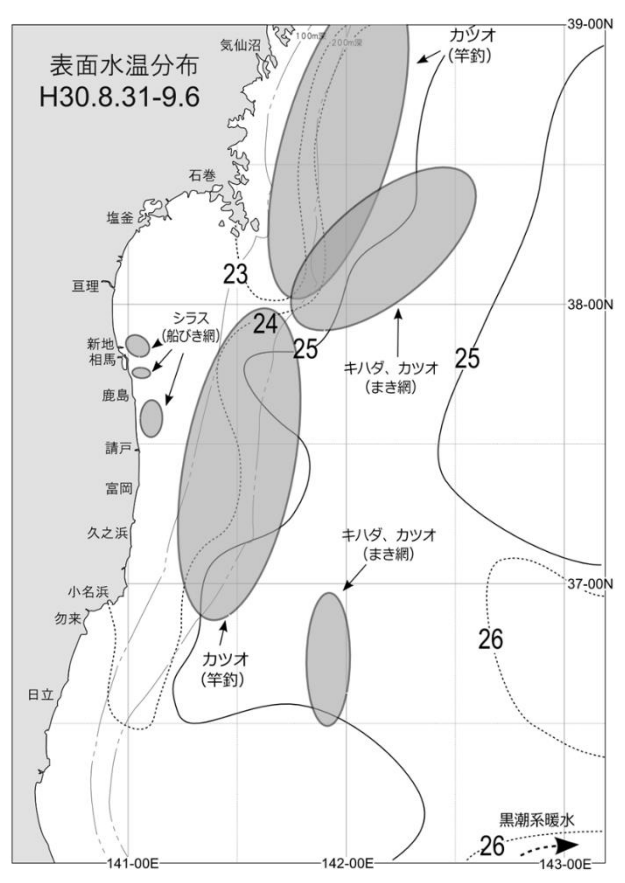 39-00N
100m深
200m深
気仙沼
カツオ
(竿釣)
表面水温分布
H30.8.31-9.6
石巻
塩釜
23
亘理
38-00N
シラス
(船びき網)
24
新地
25
相馬
キハダ、カツオ
(まき網)
25
鹿島
請戸
富岡
久之浜
キハダ、カツオ
(まき網)
37-00N
小名浜
勿来
26
カツオ
(竿釣)
日立
黒潮系暖水
26
141-00E
142-00E
143-00E